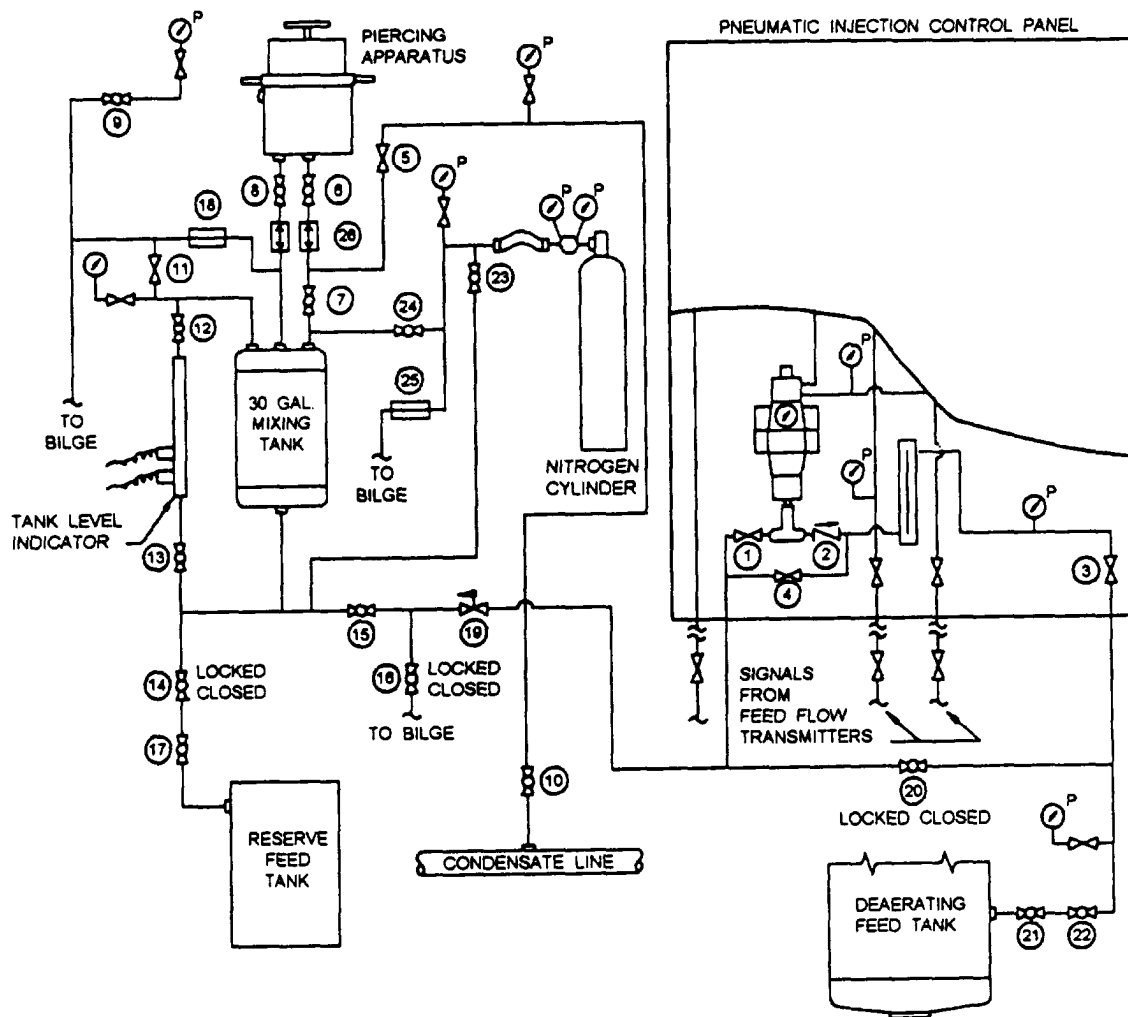 PNEUMATIC INJECTION CONTROL PANEL
PIERCING
APPARATUS
P
P
P
P
P
P
P
P
P
9
5
8
6
18
26
11
23
7
24
12
25
30 GAL.
MIXING
TANK
TO
BILGE
TO
BILGE
NITROGEN
CYLINDER
TANK LEVEL
INDICATOR
1
2
3
4
13
15
19
14
LOCKED
CLOSED
16
LOCKED
CLOSED
TO BILGE
SIGNALS
FROM
FEED FLOW
TRANSMITTERS
17
10
20
LOCKED CLOSED
RESERVE
FEED
TANK
CONDENSATE LINE
DEAERATING
FEED TANK
21
22